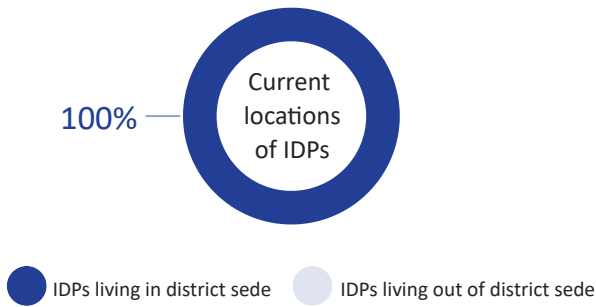 Current
locations
of IDPs
100%
IDPs living in district sede
IDPs living out of district sede